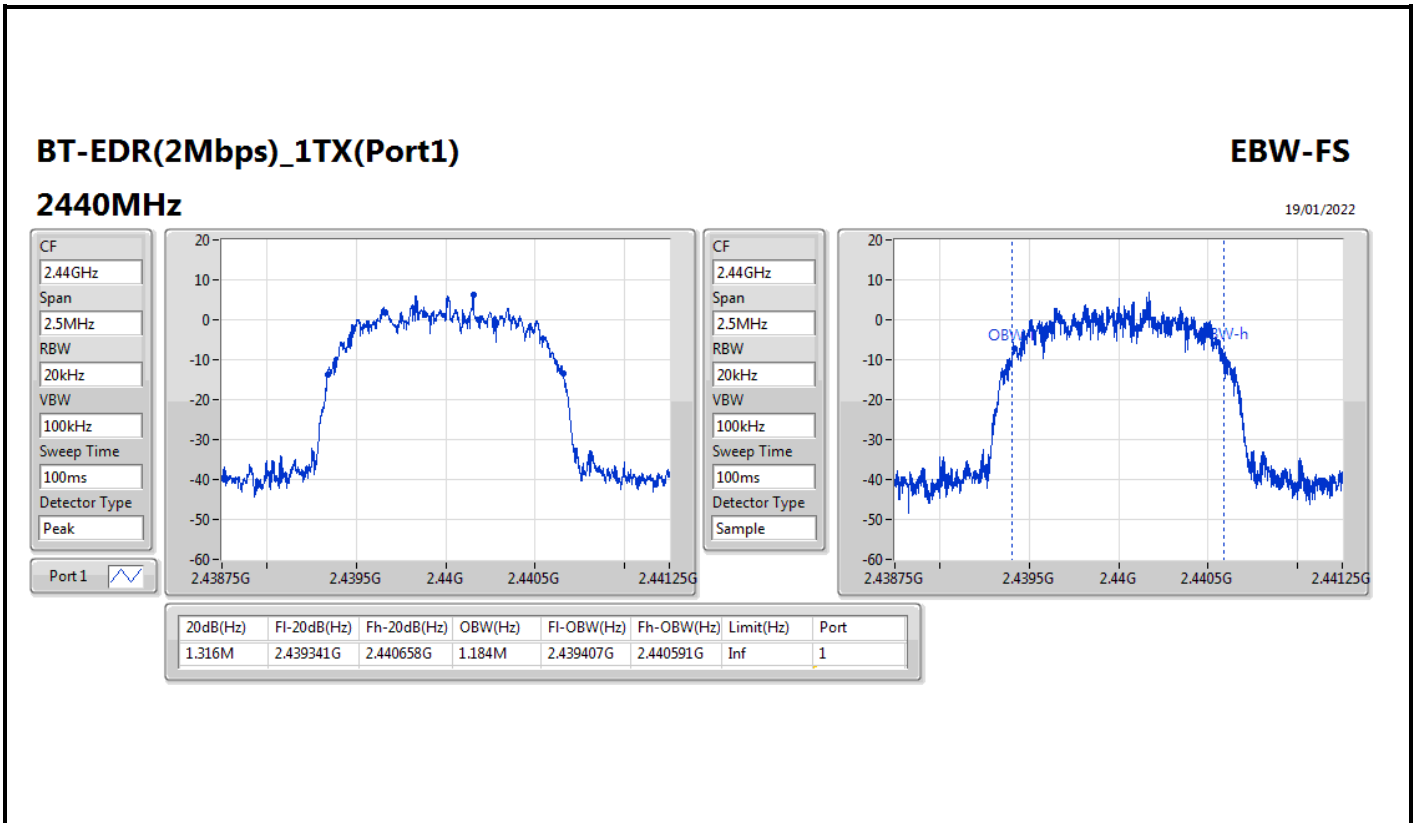 BT-EDR(2Mbps)_1TX(Port1) EBW-FS
2440MHz 19/01/2022
CF
2.44GHz
Span
2.5MHz
RBW
20kHz
VBW
100kHz
Sweep Time
100ms
Detector Type
Peak
Port 1
20
10
0
-10
-20
-30
-40
-50
-60
2.43875G 2.4395G 2.44G 2.4405G 2.44125G
CF
2.44GHz
Span
2.5MHz
RBW
20kHz
VBW
100kHz
Sweep Time
100ms
Detector Type
Sample
20
10
0
-10
-20
-30
-40
-50
-60
2.43875G 2.4395G 2.44G 2.4405G 2.44125G
20dB(Hz) Fl-20dB(Hz) Fh-20dB(Hz) OBW(Hz) Fl-OBW(Hz) Fh-OBW(Hz) Limit(Hz) Port
1.316M 2.439341G 2.440658G 1.184M 2.439407G 2.440591G Inf 1